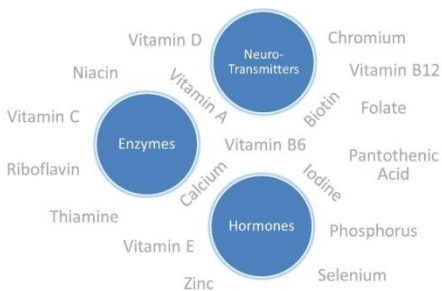 Vitamin D
Neuro-
Transmitters
Chromium
Niacin
Vitamin A
Vitamin B12
Biotin
Folate
Vitamin C
Enzymes
Vitamin B6
Pantothenic
Acid
Riboflavin
Calcium
Iodine
Thiamine
Hormones
Phosphorus
Vitamin E
Zinc
Selenium